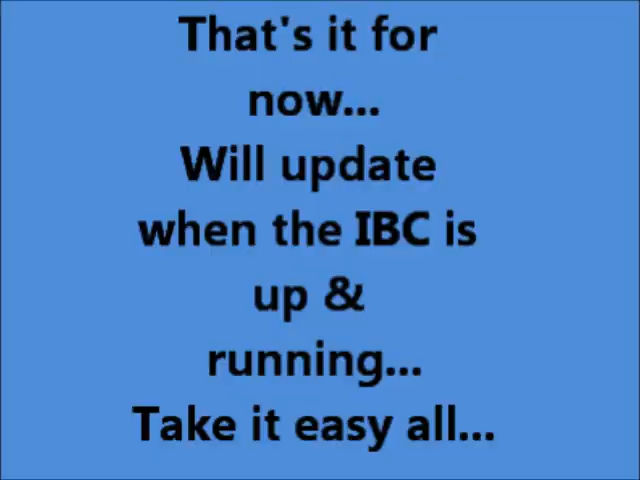 That's it for
now...
Will update
when the IBC is
up &
running...
Take it easy all...